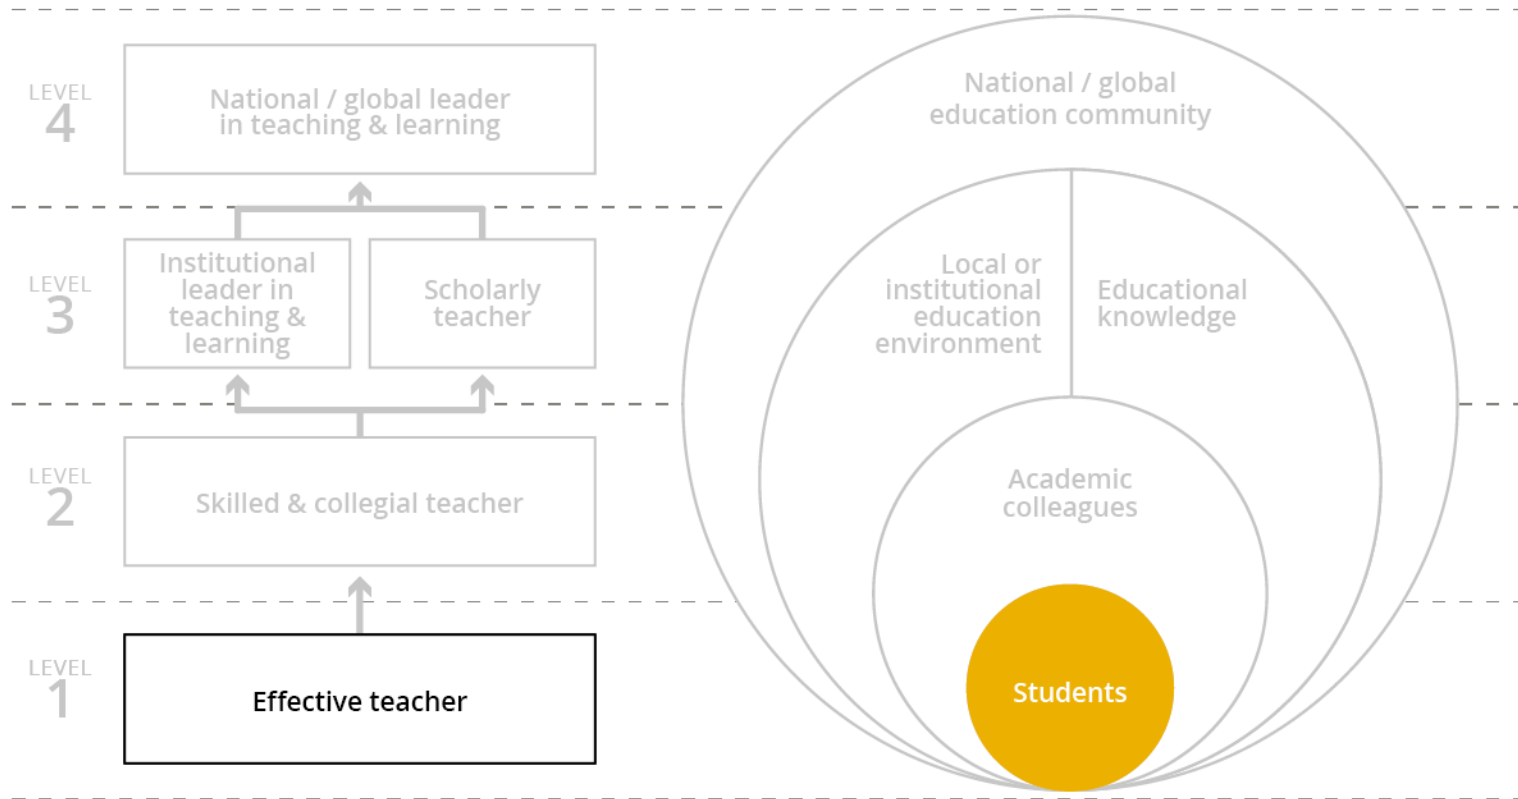 LEVEL
4
National / global leader
in teaching & learning
National / global
education community
LEVEL
3
Institutional
leader in
teaching &
learning
Scholarly
teacher
Local or
institutional
education
environment
Educational
knowledge
LEVEL
2
Skilled & collegial teacher
Academic
colleagues
LEVEL
1
Effective teacher
Students